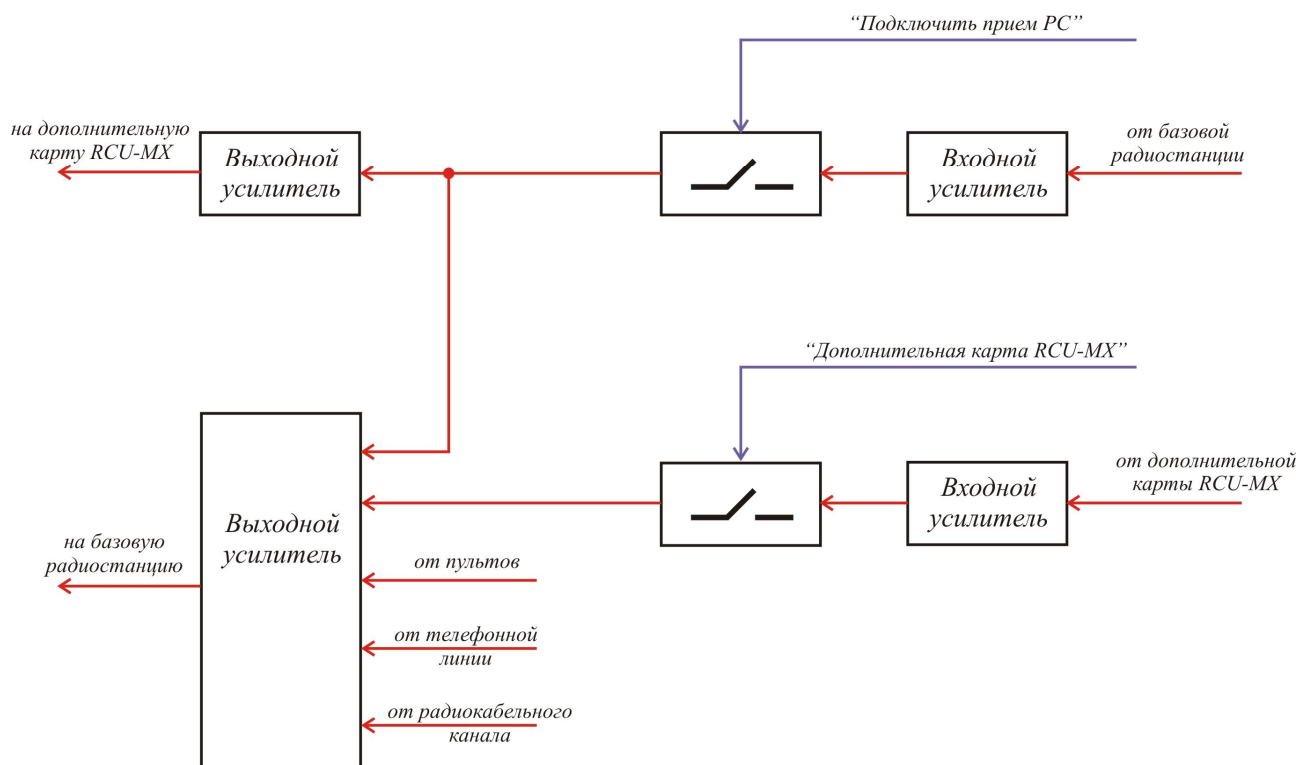 “Подключить прием РС”
на дополнительную
карту RCU-MX
Выходной
усилитель
Входной
усилитель
от базовой
радиостанции
“Дополнительная карта RCU-MX”
Входной
усилитель
от дополнительной
карты RCU-MX
на базовую
радиостанцию
Выходной
усилитель
от пультов
от телефонной
линии
от радиокабельного
канала